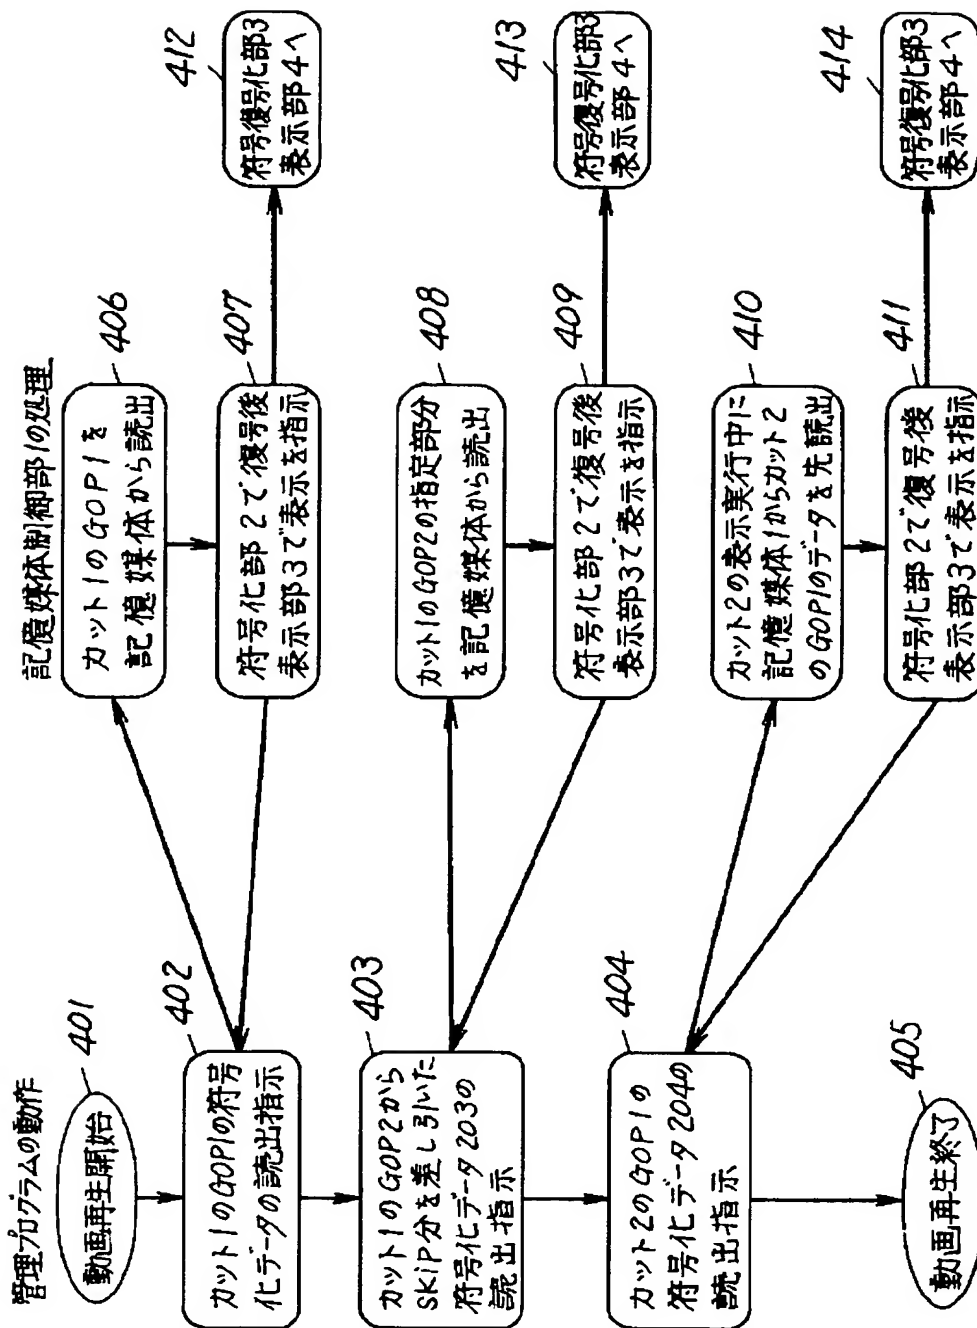 管理プログラムの動作
動画再生開始
401
カット1のGOP1の符号
化データの読出指示
402
カット1のGOP2から
SKIP分を差し引いた
符号化データ203の
読出指示
403
カット2のGOP1の
符号化データ204の
読出指示
404
動画再生終了
405
記憶媒体制御部1の処理
カット1のGOP1を
記憶媒体から読出
406
符号化部2で復号後
表示部3で表示を指示
407
カット1のGOP2の指定部分
を記憶媒体から読出
408
符号化部2で復号後
表示部3で表示を指示
409
カット2の表示実行中に
記憶媒体1からカット2
のGOP1のデータを先読出
410
符号化部2で復号後
表示部3で表示を指示
411
符号復号化部3
表示部4へ
412
符号復号化部3
表示部4へ
413
符号復号化部3
表示部4へ
414